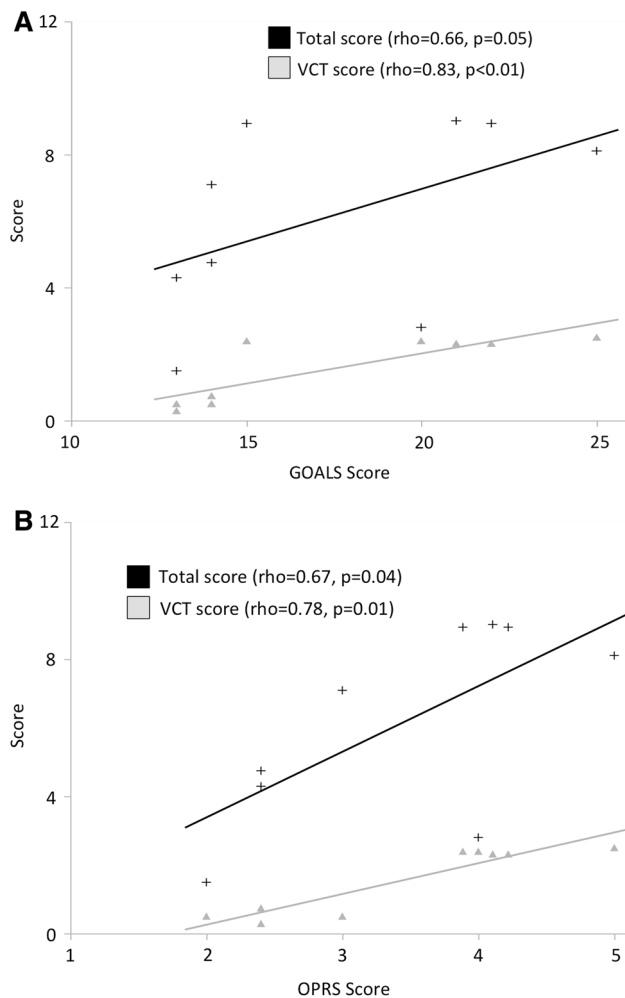 A
12
Total score (rho=0.66, p=0.05)
VCT score (rho=0.83, p<0.01)
8
Score
4
0
10
15
20
25
GOALS Score
B
12
Total score (rho=0.67, p=0.04)
VCT score (rho=0.78, p=0.01)
8
Score
4
0
1
2
3
4
5
OPRS Score